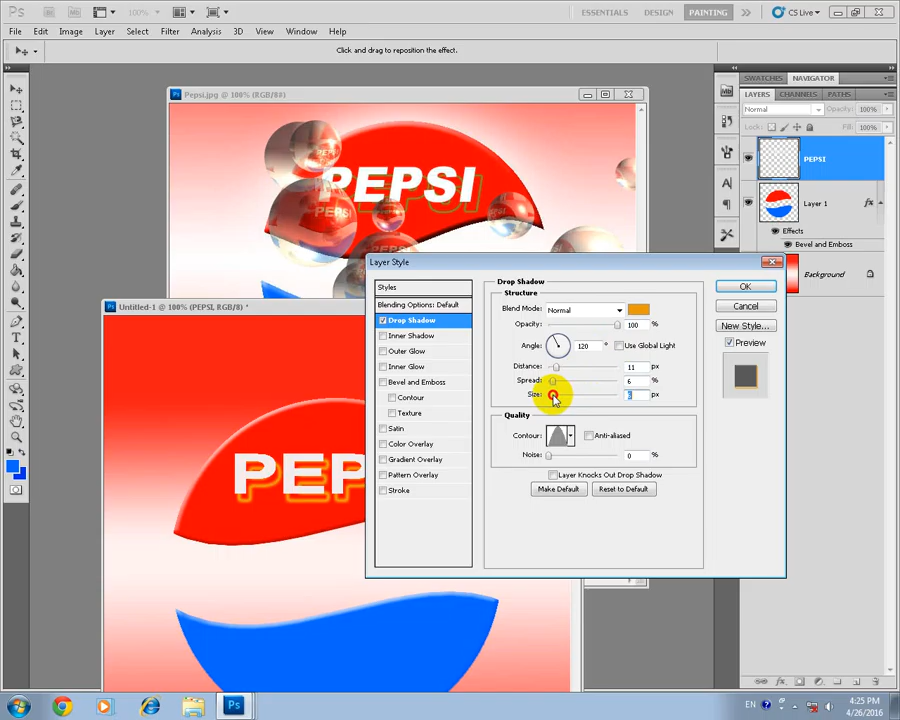 Ps
Br
Mb
100%
ESSENTIALS
DESIGN
PAINTING
CS Live
File Edit Image Layer Select Filter Analysis 3D View Window Help
Click and drag to reposition the effect.
SWATCHES NAVIGATOR
LAYERS CHANNELS PATHS
Normal Opacity: 100%
Lock: Fill: 100%
PEPSI
Layer 1 fx
Effects
Bevel and Emboss
Background
Pepsi.jpg @ 100% (RGB/8#)
PEPSI
PEPSI
Untitled-1 @ 100% (PEPSI, RGB/8) *
PEP
Layer Style
Styles
Blending Options: Default
Drop Shadow
Inner Shadow
Outer Glow
Inner Glow
Bevel and Emboss
Contour
Texture
Satin
Color Overlay
Gradient Overlay
Pattern Overlay
Stroke
Drop Shadow
Structure
Blend Mode: Normal
Opacity: 100 %
Angle: 120 ° Use Global Light
Distance: 11 px
Spread: 6 %
Size: px
Quality
Contour: Anti-aliased
Noise: 0 %
Layer Knocks Out Drop Shadow
Make Default Reset to Default
OK
Cancel
New Style...
Preview
Ps
EN
4:25 PM
4/26/2016